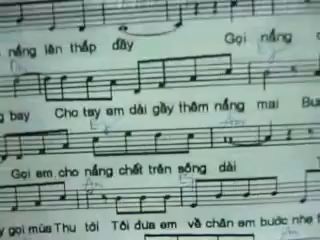 nắng lên thắp đầy Gọi nắng
bay Cho tay em dài gầy thêm nắng mai
Gọi em cho nắng chết trên sông dài
gọi mùa Thu tới Tôi đưa em về chân em bước nhẹ